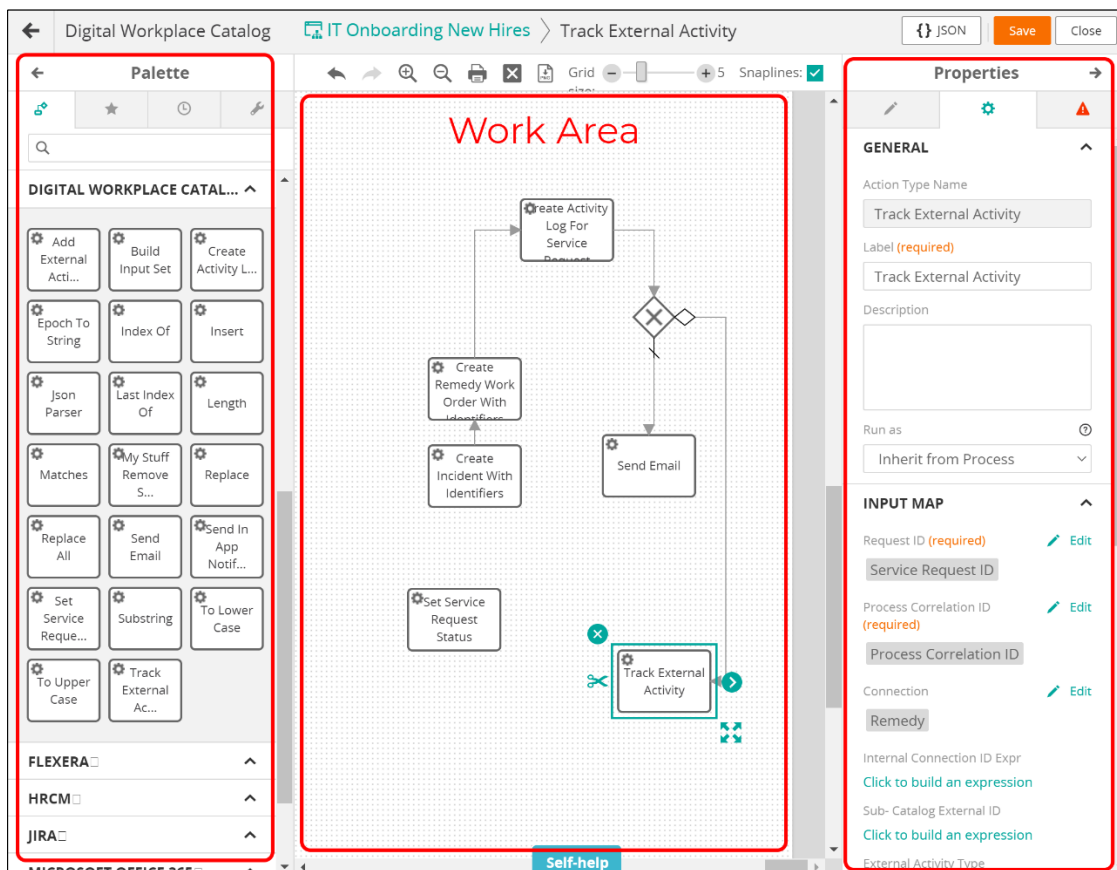 Digital Workplace Catalog
IT Onboarding New Hires
Track External Activity
{} JSON
Save
Close
Palette
Grid
size:
5
Snaplines:
Properties
DIGITAL WORKPLACE CATAL...
Add
External
Acti...
Build
Input Set
Create
Activity L...
Epoch To
String
Index Of
Insert
Json
Parser
Last Index
Of
Length
Matches
My Stuff
Remove
S...
Replace
Replace
All
Send
Email
Send In
App
Notif...
Set
Service
Reque...
Substring
To Lower
Case
To Upper
Case
Track
External
Ac...
FLEXERA
HRCM
JIRA
MICROSOFT OFFICE 365
Work Area
Create Activity
Log For
Service
Request
Create
Remedy Work
Order With
Identifiers
Create
Incident With
Identifiers
Send Email
Set Service
Request
Status
Track External
Activity
Self-help
GENERAL
Action Type Name
Track External Activity
Label (required)
Track External Activity
Description
Run as
Inherit from Process
INPUT MAP
Request ID (required)
Edit
Service Request ID
Process Correlation ID
(required)
Edit
Process Correlation ID
Connection
Edit
Remedy
Internal Connection ID Expr
Click to build an expression
Sub- Catalog External ID
Click to build an expression
External Activity Type